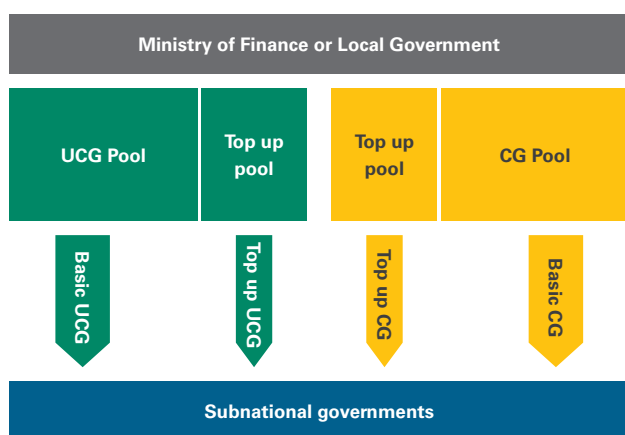 Ministry of Finance or Local Government
UCG Pool
Top up
pool
Top up
pool
CG Pool
Basic UCG
Top up UCG
Top up CG
Basic CG
Subnational governments